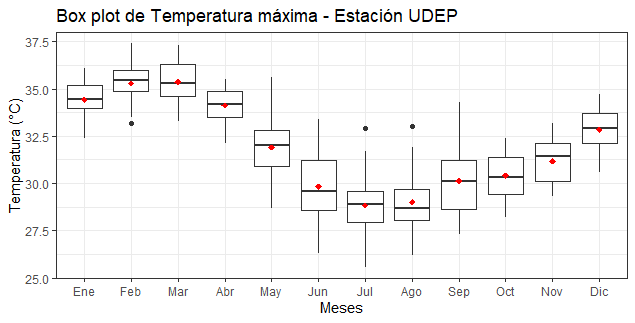 Box plot de Temperatura máxima - Estación UDEP
Temperatura (°C)
37.5
35.0
32.5
30.0
27.5
25.0
Ene Feb Mar Abr May Jun Jul Ago Sep Oct Nov Dic
Meses